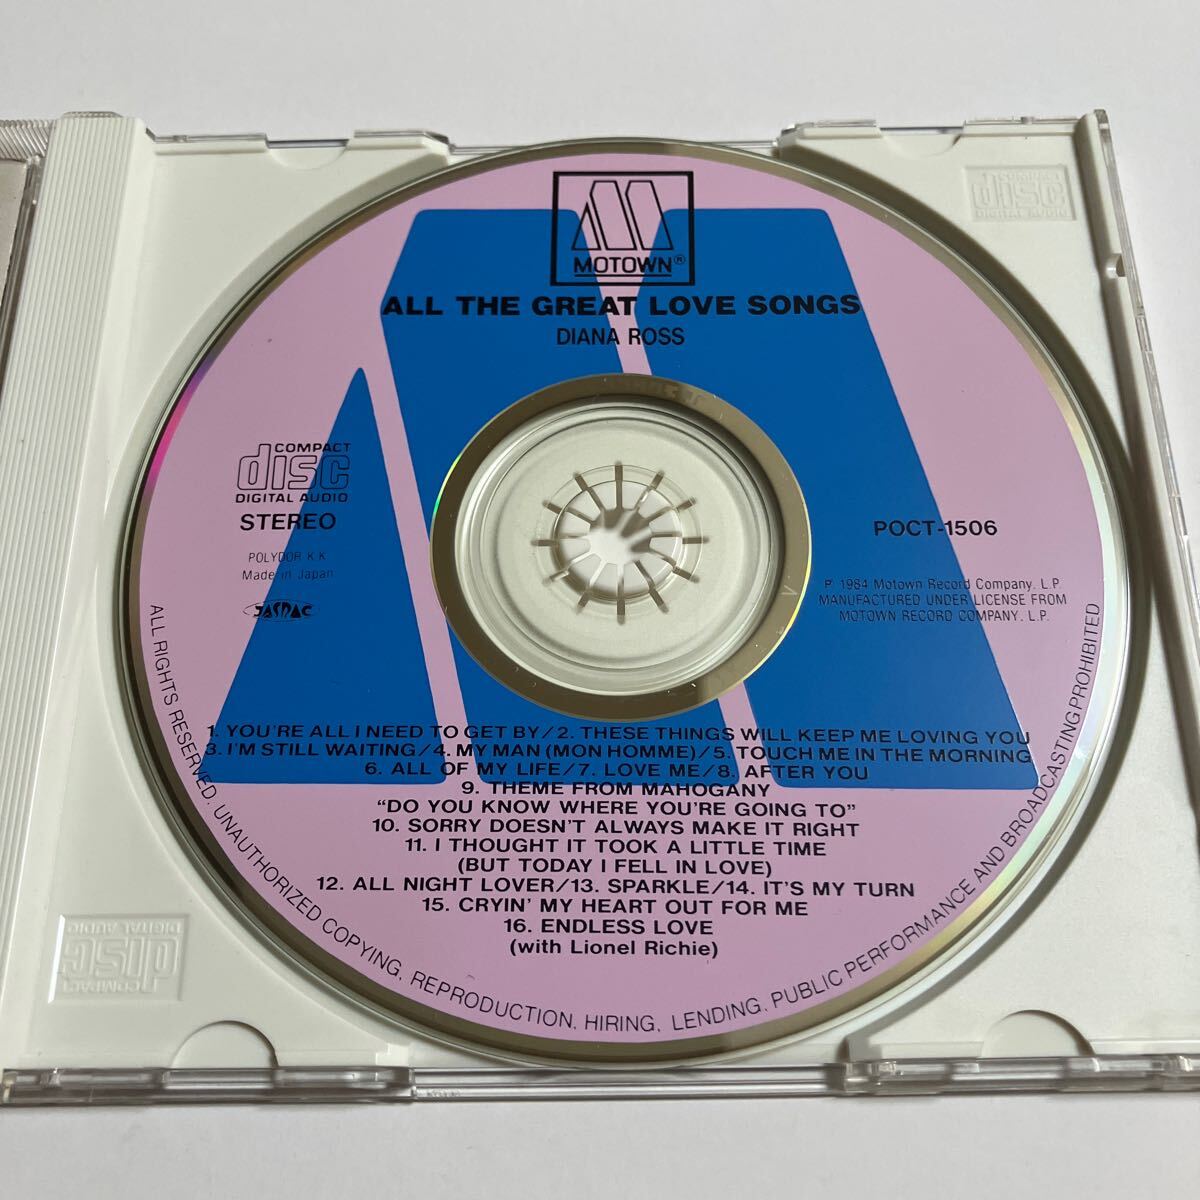 MOTOWN®
ALL THE GREAT LOVE SONGS
DIANA ROSS
COMPACT
disc
DIGITAL AUDIO
STEREO
POLYDOR K.K.
Made in Japan
JASRAC
POCT-1506
℗ 1984 Motown Record Company, L.P.
MANUFACTURED UNDER LICENSE FROM
MOTOWN RECORD COMPANY, L.P.
1. YOU'RE ALL I NEED TO GET BY/2. THESE THINGS WILL KEEP ME LOVING YOU
3. I'M STILL WAITING/4. MY MAN (MON HOMME)/5. TOUCH ME IN THE MORNING
6. ALL OF MY LIFE/7. LOVE ME/8. AFTER YOU
9. THEME FROM MAHOGANY
"DO YOU KNOW WHERE YOU'RE GOING TO"
10. SORRY DOESN'T ALWAYS MAKE IT RIGHT
11. I THOUGHT IT TOOK A LITTLE TIME
(BUT TODAY I FELL IN LOVE)
12. ALL NIGHT LOVER/13. SPARKLE/14. IT'S MY TURN
15. CRYIN' MY HEART OUT FOR ME
16. ENDLESS LOVE
(with Lionel Richie)
ALL RIGHTS RESERVED. UNAUTHORIZED COPYING, REPRODUCTION, HIRING, LENDING, PUBLIC PERFORMANCE AND BROADCASTING PROHIBITED
COMPACT
disc
DIGITAL AUDIO
COMPACT
disc
DIGITAL AUDIO